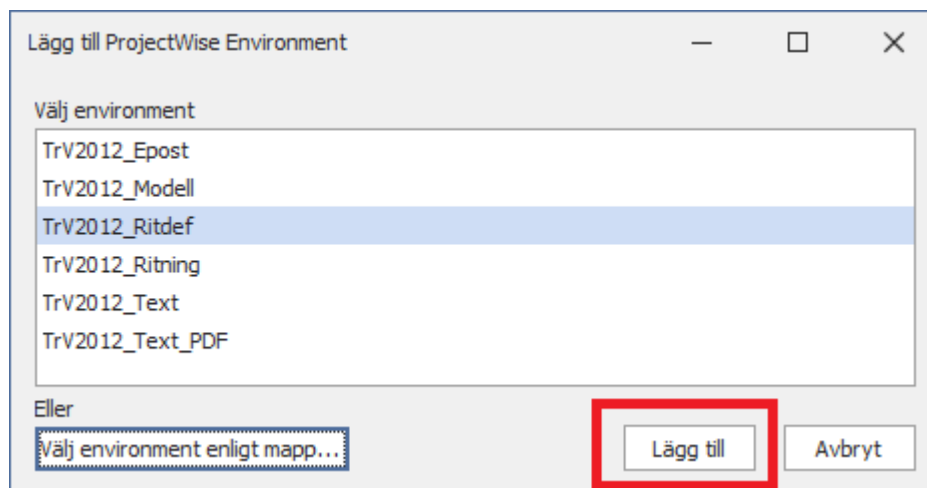 Lägg till ProjectWise Environment
Välj environment
TrV2012_Epost
TrV2012_Modell
TrV2012_Ritdef
TrV2012_Ritning
TrV2012_Text
TrV2012_Text_PDF
Eller
Välj environment enligt mapp...
Lägg till
Avbryt